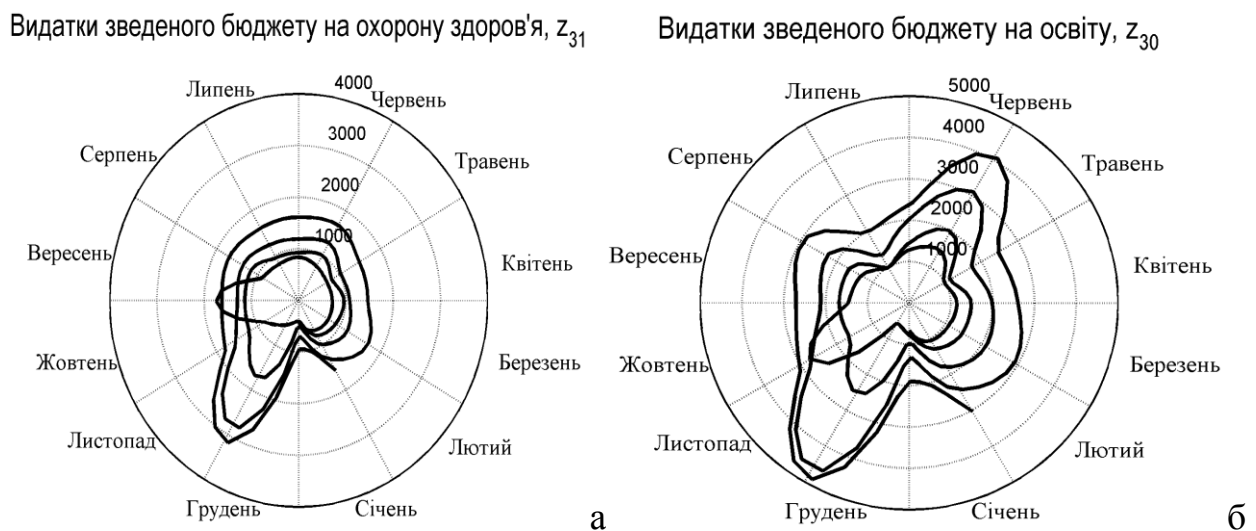 Видатки зведеного бюджету на охорону здоров'я, z31
4000
Липень
Червень
3000
Серпень
Травень
2000
1000
Вересень
Квітень
Жовтень
Березень
Листопад
Лютий
Грудень
Січень
а
Видатки зведеного бюджету на освіту, z30
5000
Липень
Червень
4000
Серпень
Травень
3000
2000
1000
Вересень
Квітень
Жовтень
Березень
Листопад
Лютий
Грудень
Січень
б